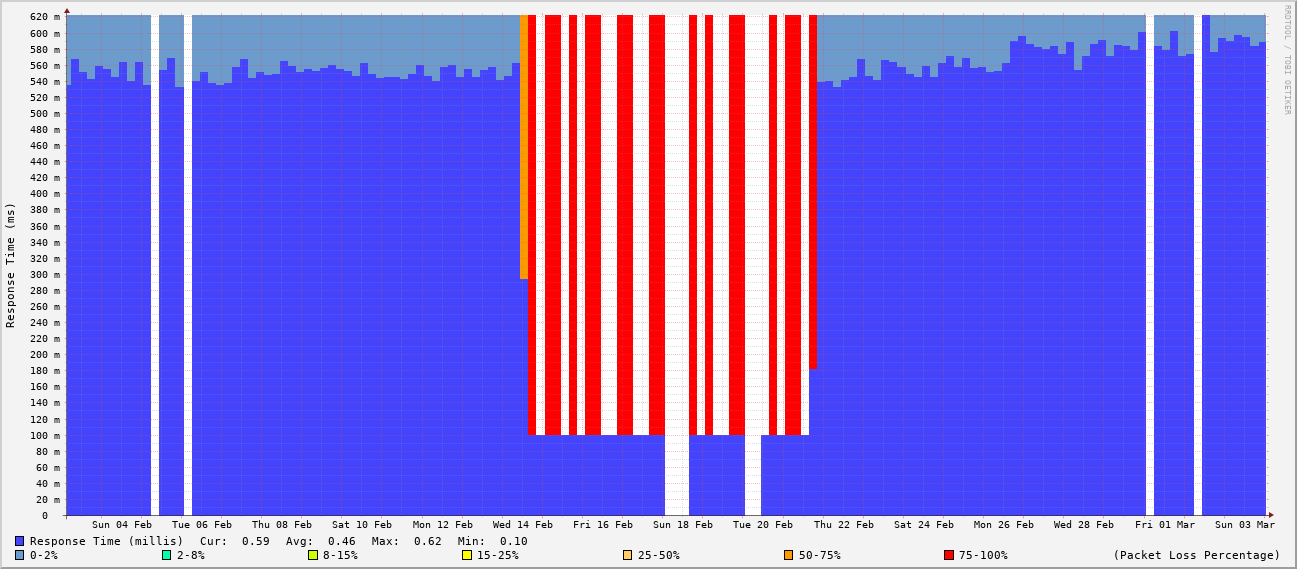 RRDTOOL / TOBI OETIKER
Response Time (ms)
620 m
600 m
580 m
560 m
540 m
520 m
500 m
480 m
460 m
440 m
420 m
400 m
380 m
360 m
340 m
320 m
300 m
280 m
260 m
240 m
220 m
200 m
180 m
160 m
140 m
120 m
100 m
80 m
60 m
40 m
20 m
0
Sun 04 Feb Tue 06 Feb Thu 08 Feb Sat 10 Feb Mon 12 Feb Wed 14 Feb Fri 16 Feb Sun 18 Feb Tue 20 Feb Thu 22 Feb Sat 24 Feb Mon 26 Feb Wed 28 Feb Fri 01 Mar Sun 03 Mar
Response Time (millis) Cur: 0.59 Avg: 0.46 Max: 0.62 Min: 0.10
0-2% 2-8% 8-15% 15-25% 25-50% 50-75% 75-100% (Packet Loss Percentage)